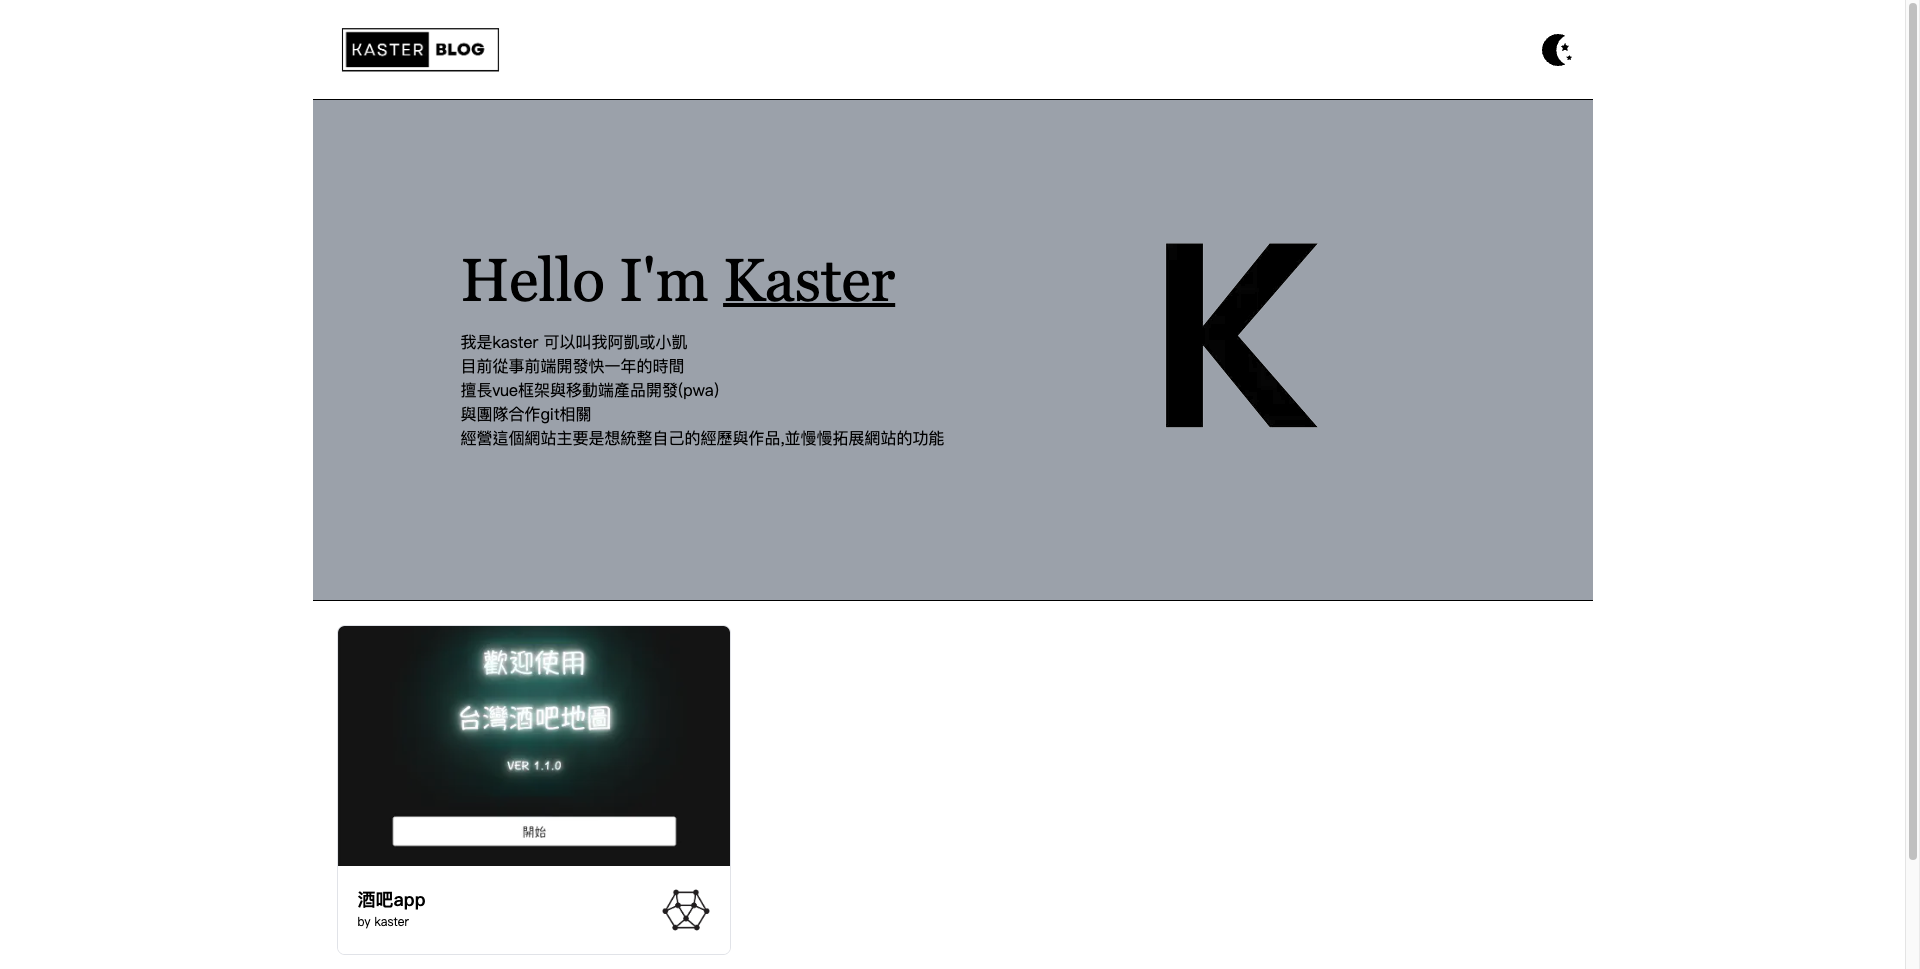 KASTER BLOG
Hello I'm Kaster
我是kaster 可以叫我阿凱或小凱
目前從事前端開發快一年的時間
擅長vue框架與移動端產品開發(pwa)
與團隊合作git相關
經營這個網站主要是想統整自己的經歷與作品,並慢慢拓展網站的功能
K
歡迎使用
台灣酒吧地圖
VER 1.1.0
開始
酒吧app
by kaster